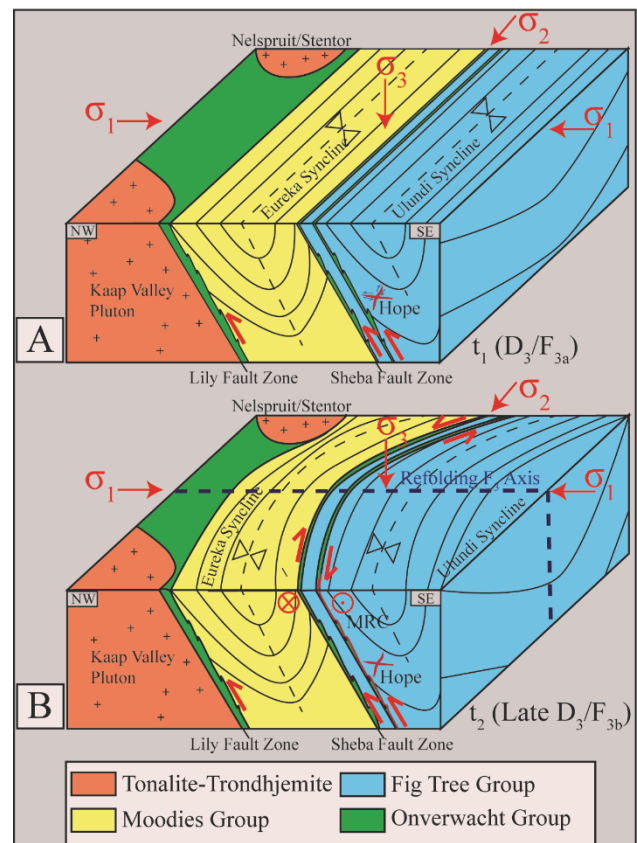 Nelspruit/Stentor
σ2
σ3
σ1
σ1
Eureka Syncline
Ulundi Syncline
NW
SE
Kaap Valley
Pluton
Hope
A
t1 (D3/F3a)
Lily Fault Zone
Sheba Fault Zone
Nelspruit/Stentor
σ2
σ3
σ1
Refolding F3 Axis
σ1
Eureka Syncline
Ulundi Syncline
NW
SE
MRC
Kaap Valley
Pluton
Hope
B
t2 (Late D3/F3b)
Lily Fault Zone
Sheba Fault Zone
Tonalite-Trondhjemite
Fig Tree Group
Moodies Group
Onverwacht Group